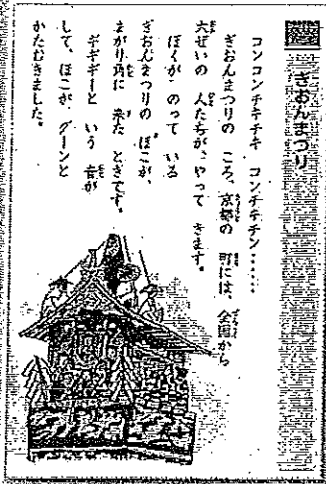 ぎおんまつり
コンコンチキチキ コンチキチン……
ぎおんまつりの ころ、京都の 町には、全国から
大ぜいの 人たちが、やって きます。
ぼくが のって いる
ぎおんまつりの ほこが、
まがり角に 来た ときです。
ギギギーと いう 音が
して、ほこが、グーンと
かたむきました。